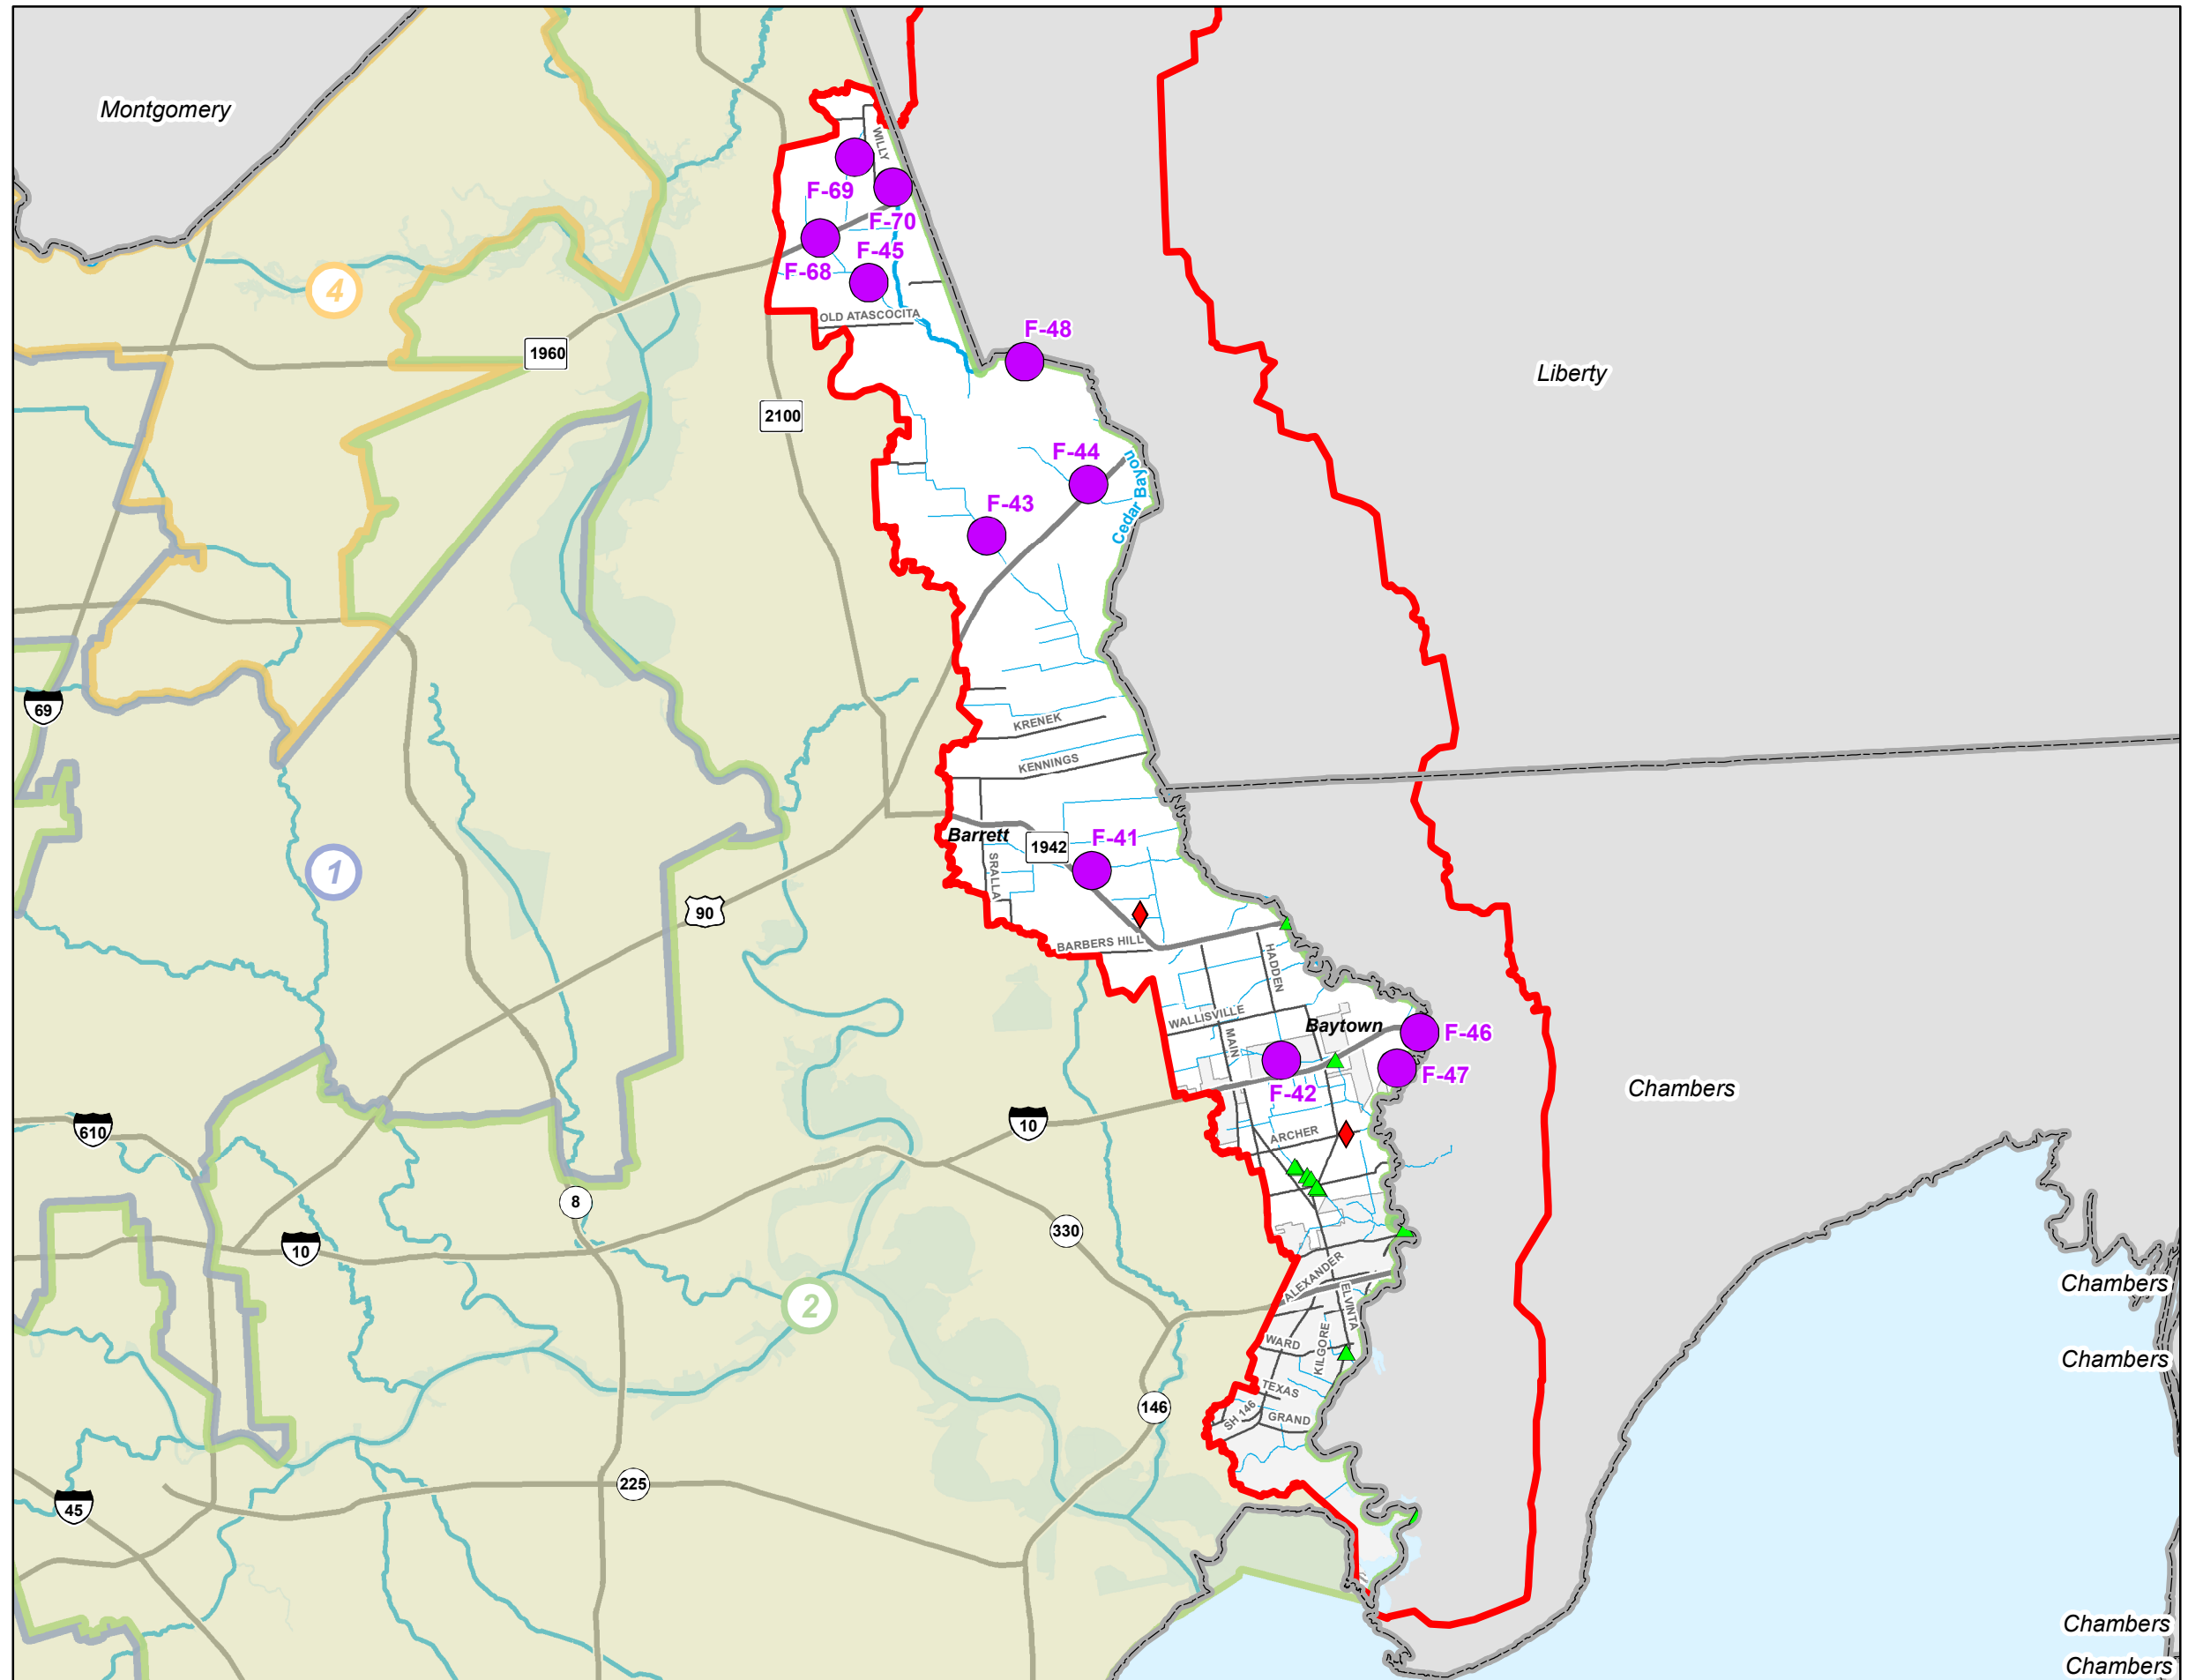 Montgomery
WILLY
F-69
F-70
F-45
F-68
4
OLD ATASCOCITA
F-48
1960
Liberty
2100
F-44
Cedar Bayou
F-43
69
KRENEK
KENNINGS
Barrett
1942
F-41
1
SRALLA
90
BARBERS HILL
HADDEN
WALLISVILLE
Baytown
MAIN
F-46
F-47
F-42
Chambers
610
10
ARCHER
8
330
10
ALEXANDER
Chambers
2
ELVINTA
WARD
KILGORE
Chambers
TEXAS
146
SH 146
GRAND
225
45
Chambers
Chambers